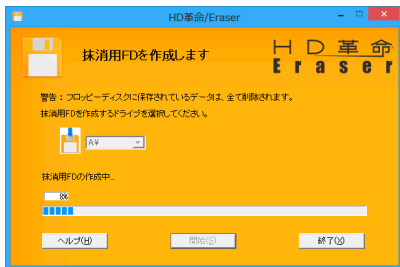 HD革命/Eraser
抹消用FDを作成します
HD革命
Eraser
警告：フロッピーディスクに保存されているデータは、全て削除されます。
抹消用FDを作成するドライブを選択してください。
A:¥
抹消用FDの作成中...
8%
ヘルプ(H)
開始(S)
終了(X)